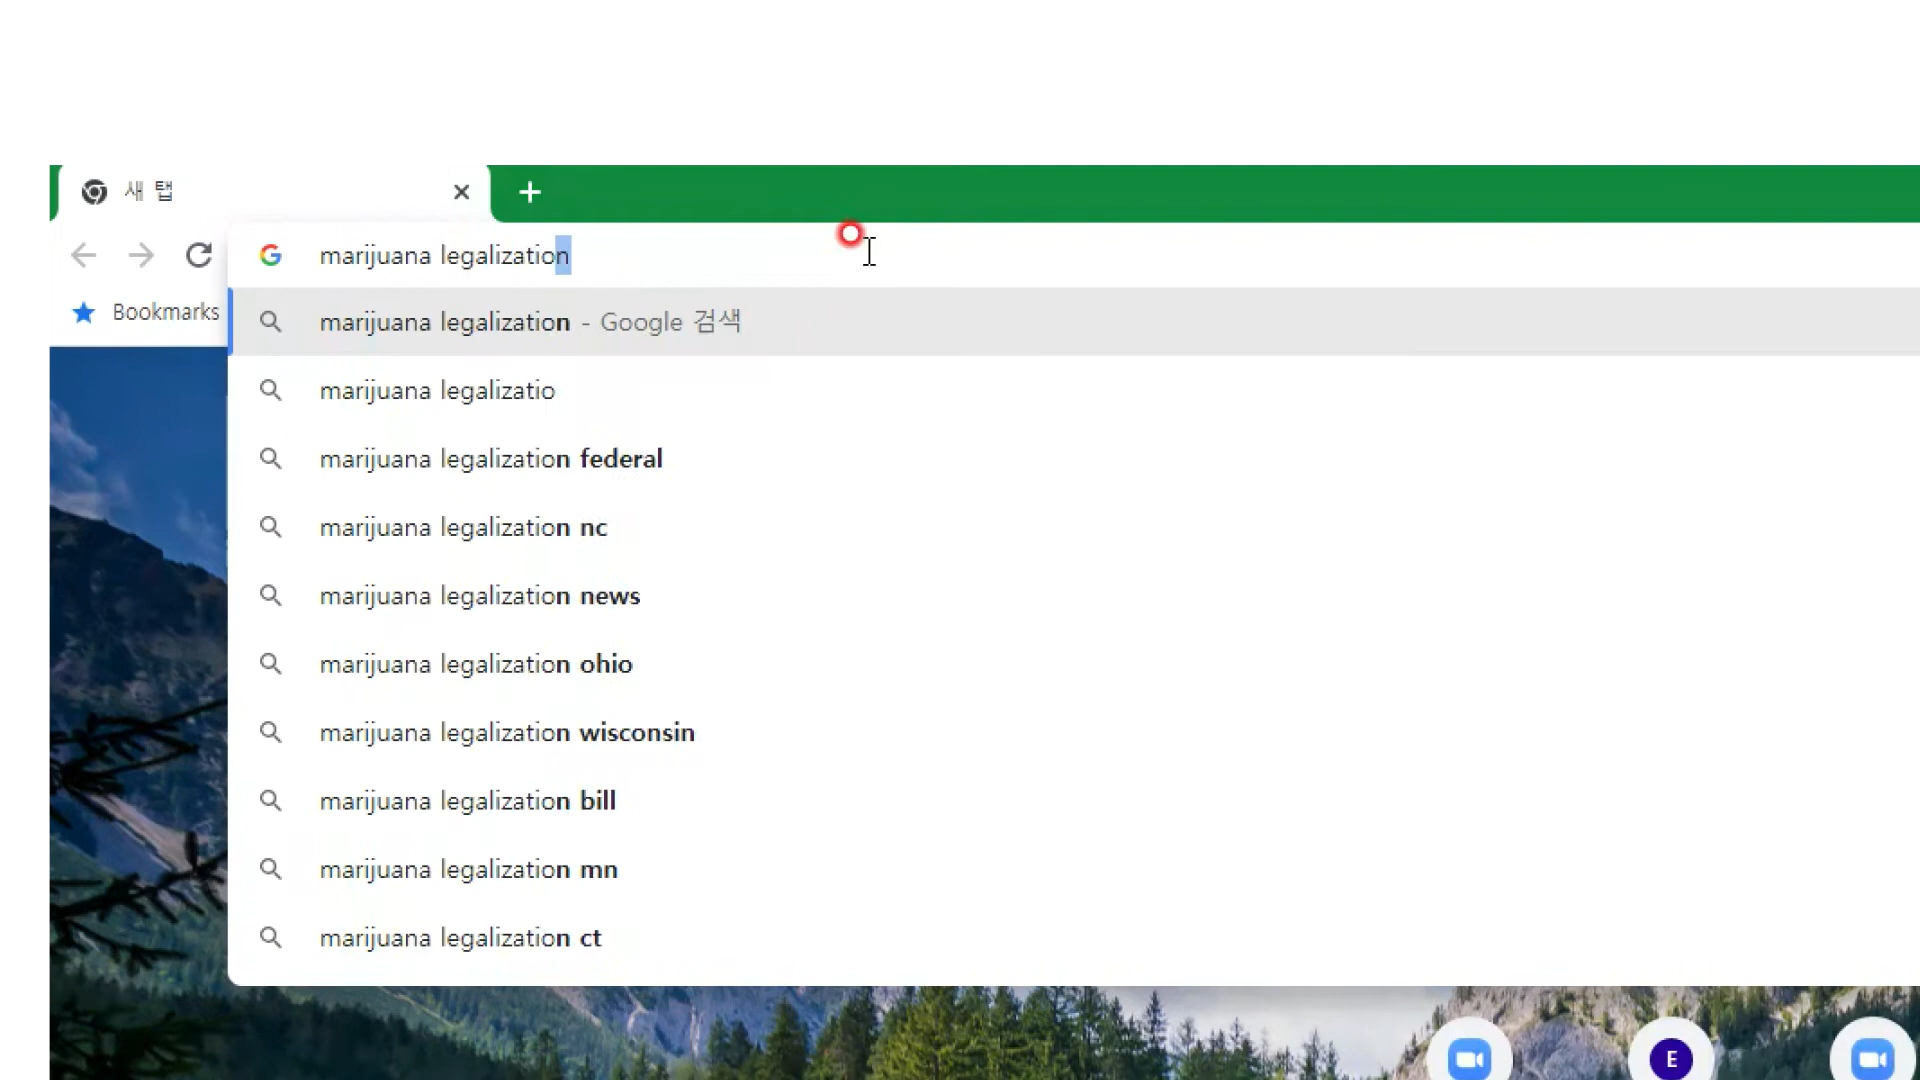 새 탭
marijuana legalization
Bookmarks
marijuana legalization - Google 검색
marijuana legalizatio
marijuana legalization federal
marijuana legalization nc
marijuana legalization news
marijuana legalization ohio
marijuana legalization wisconsin
marijuana legalization bill
marijuana legalization mn
marijuana legalization ct
E